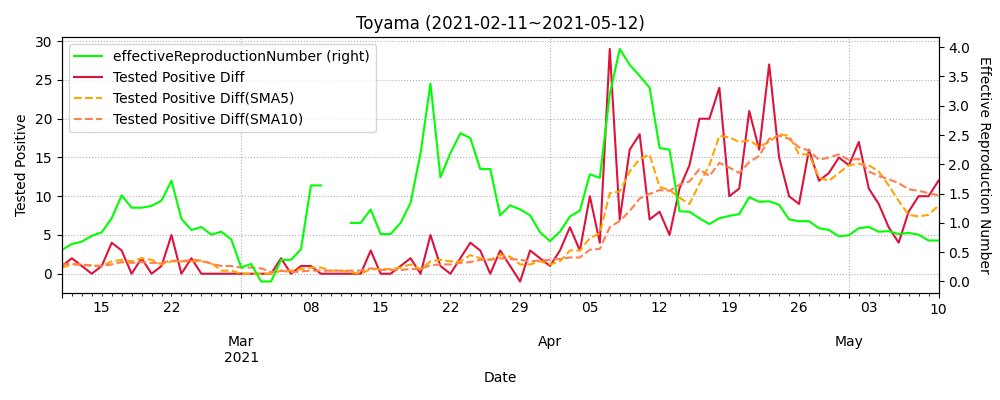 Toyama (2021-02-11~2021-05-12)
effectiveReproductionNumber (right)
Tested Positive Diff
Tested Positive Diff(SMA5)
Tested Positive Diff(SMA10)
Tested Positive
30
25
20
15
10
5
0
4.0
3.5
3.0
2.5
2.0
1.5
1.0
0.5
0.0
Effective Reproduction Number
15 22 08 15 22 29 05 12 19 26 03 10
Mar Apr May
2021
Date